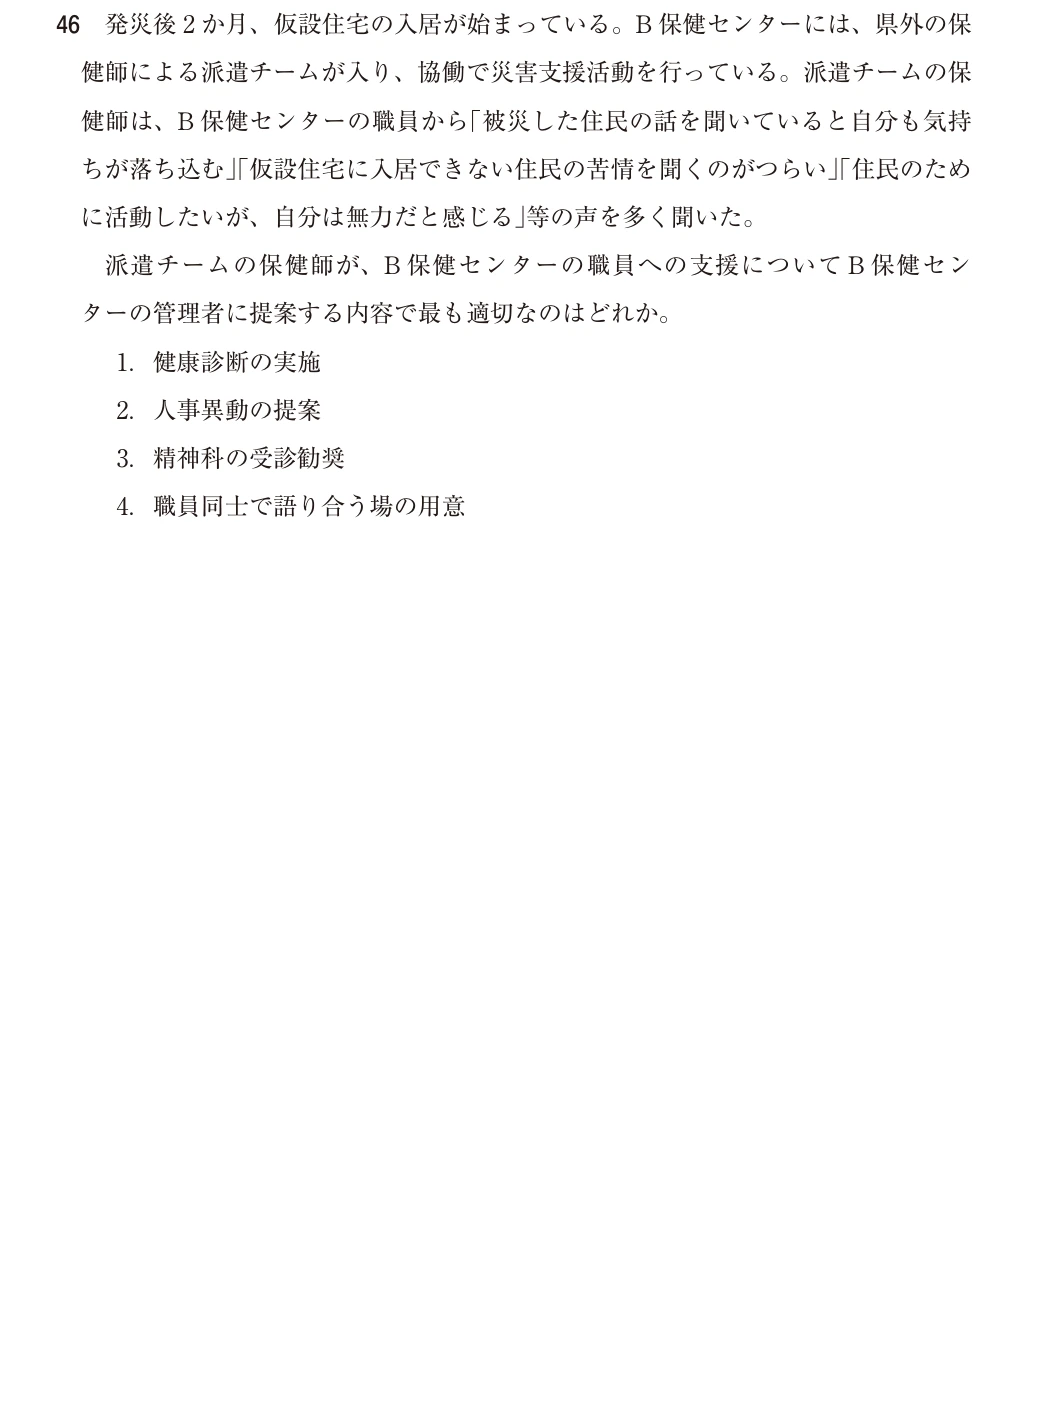 46 発災後2か月、仮設住宅の入居が始まっている。B保健センターには、県外の保
健師による派遣チームが入り、協働で災害支援活動を行っている。派遣チームの保
健師は、B保健センターの職員から「被災した住民の話を聞いていると自分も気持
ちが落ち込む」「仮設住宅に入居できない住民の苦情を聞くのがつらい」「住民のため
に活動したいが、自分は無力だと感じる」等の声を多く聞いた。
派遣チームの保健師が、B保健センターの職員への支援についてB保健セン
ターの管理者に提案する内容で最も適切なのはどれか。
1. 健康診断の実施
2. 人事異動の提案
3. 精神科の受診勧奨
4. 職員同士で語り合う場の用意